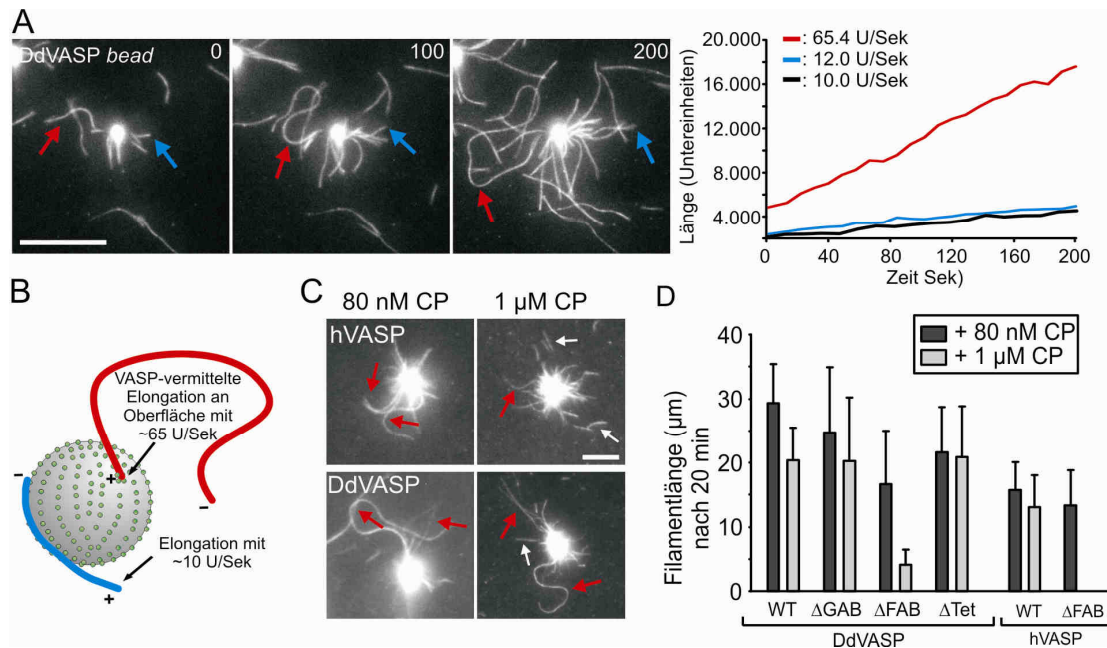 A
DdVASP bead
0
100
200
Länge (Untereinheiten)
20.000
16.000
12.000
8.000
4.000
: 65.4 U/Sek
: 12.0 U/Sek
: 10.0 U/Sek
0
40
80
120
160
200
Zeit Sek)
B
VASP-vermittelte
Elongation an
Oberfläche mit
~65 U/Sek
+
–
–
Elongation mit
~10 U/Sek
+
C
80 nM CP
1 µM CP
hVASP
DdVASP
D
Filamentlänge (µm)
nach 20 min
40
30
20
10
0
+ 80 nM CP
+ 1 µM CP
WT
ΔGAB
ΔFAB
ΔTet
WT
ΔFAB
DdVASP
hVASP